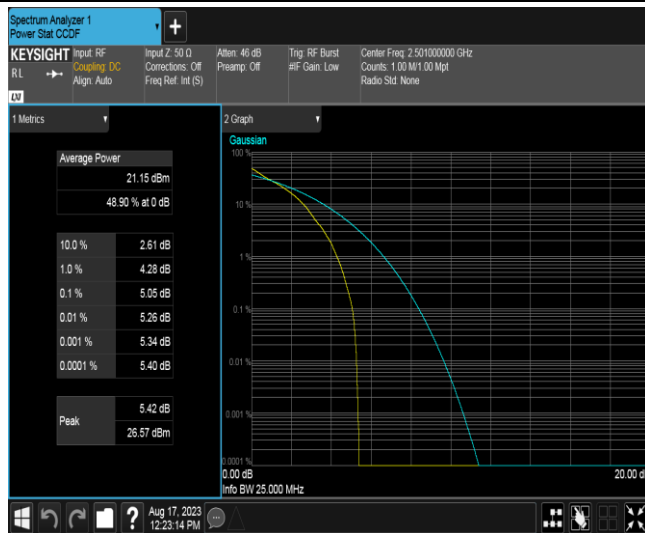 Spectrum Analyzer 1
Power Stat CCDF
+
KEYSIGHT
RL
Input: RF
Coupling: DC
Align: Auto
Input Z: 50 Ω
Corrections: Off
Freq Ref: Int (S)
Atten: 46 dB
Preamp: Off
Trig: RF Burst
#IF Gain: Low
Center Freq: 2.501000000 GHz
Counts: 1.00 M/1.00 Mpt
Radio Std: None
1 Metrics
Average Power
21.15 dBm
48.90 % at 0 dB
10.0 % 2.61 dB
1.0 % 4.28 dB
0.1 % 5.05 dB
0.01 % 5.26 dB
0.001 % 5.34 dB
0.0001 % 5.40 dB
Peak
5.42 dB
26.57 dBm
2 Graph
Gaussian
100 %
10 %
1 %
0.1 %
0.01 %
0.001 %
0.0001 %
0.00 dB
20.00 d
Info BW 25.000 MHz
?
Aug 17, 2023
12:23:14 PM